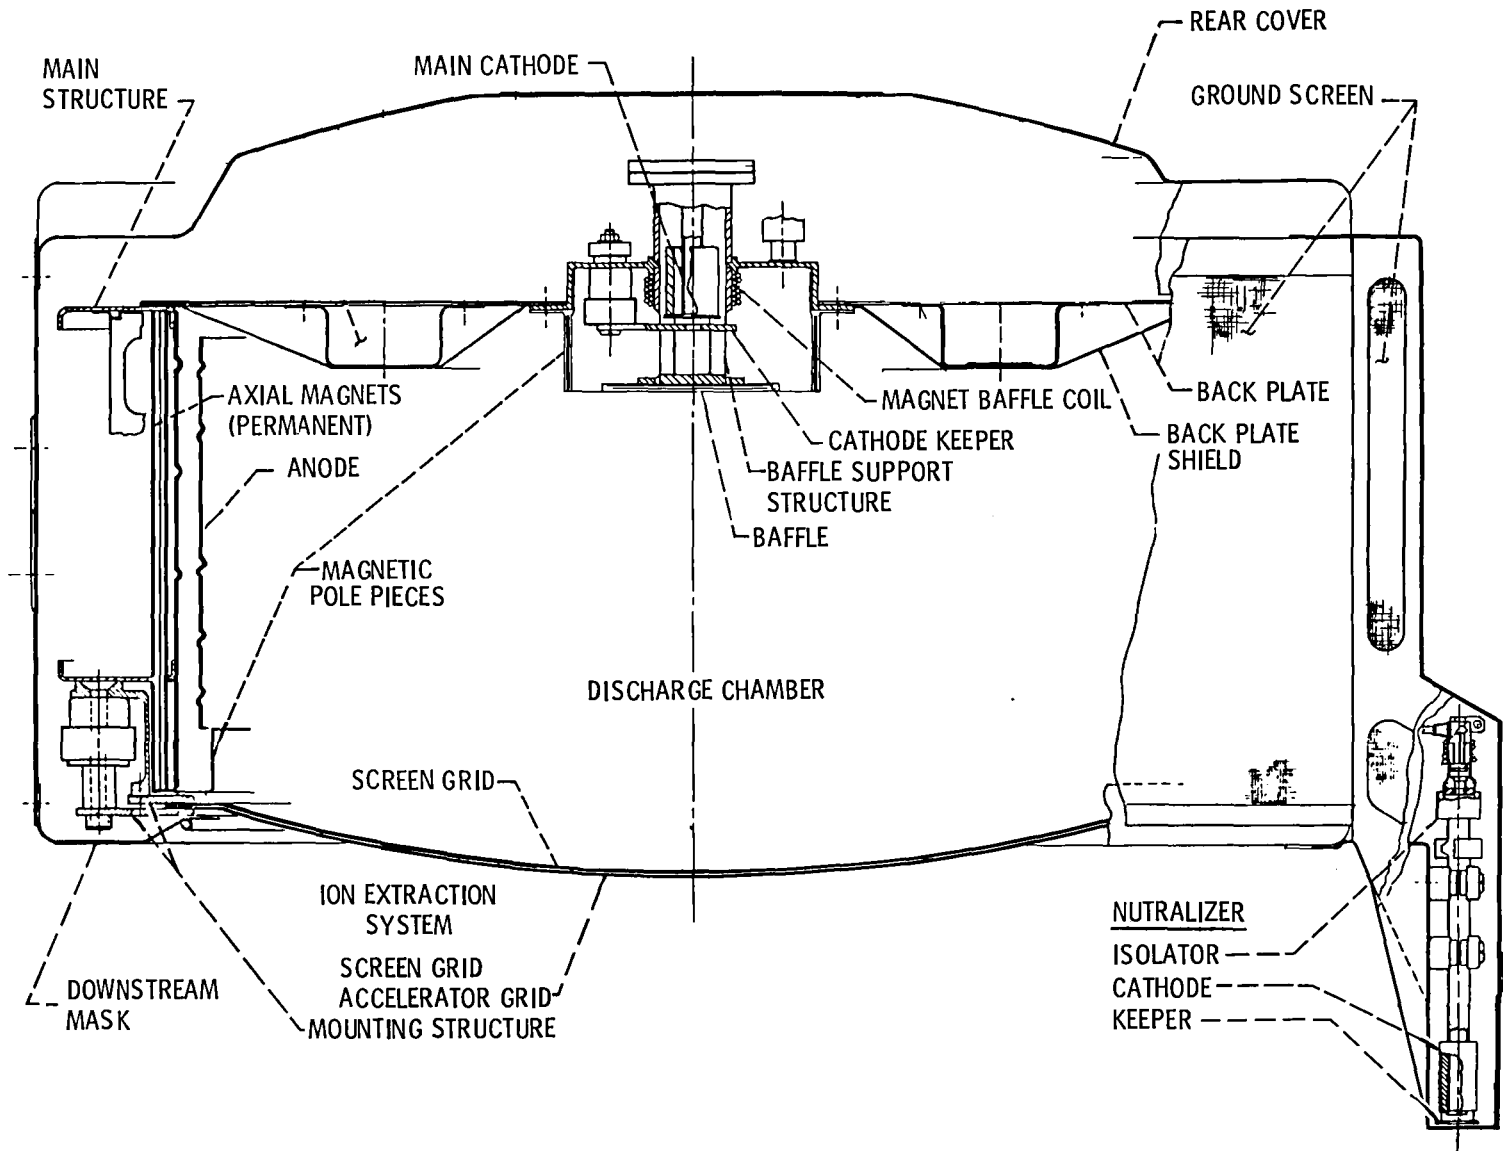 REAR COVER
MAIN CATHODE
MAIN
STRUCTURE
GROUND SCREEN
AXIAL MAGNETS
(PERMANENT)
MAGNET BAFFLE COIL
BACK PLATE
CATHODE KEEPER
BACK PLATE
SHIELD
ANODE
BAFFLE SUPPORT
STRUCTURE
BAFFLE
MAGNETIC
POLE PIECES
DISCHARGE CHAMBER
SCREEN GRID
ION EXTRACTION
SYSTEM
SCREEN GRID
ACCELERATOR GRID
MOUNTING STRUCTURE
DOWNSTREAM
MASK
NUTRALIZER
ISOLATOR
CATHODE
KEEPER